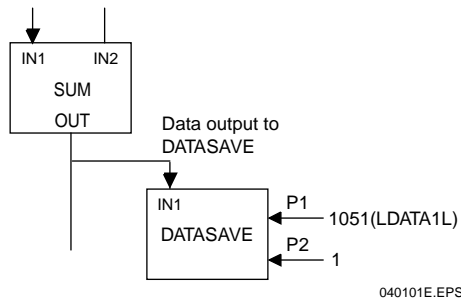 IN1 IN2
SUM
OUT
Data output to
DATASAVE
IN1
DATASAVE
P1
1051(LDATA1L)
P2
1
040101E.EPS